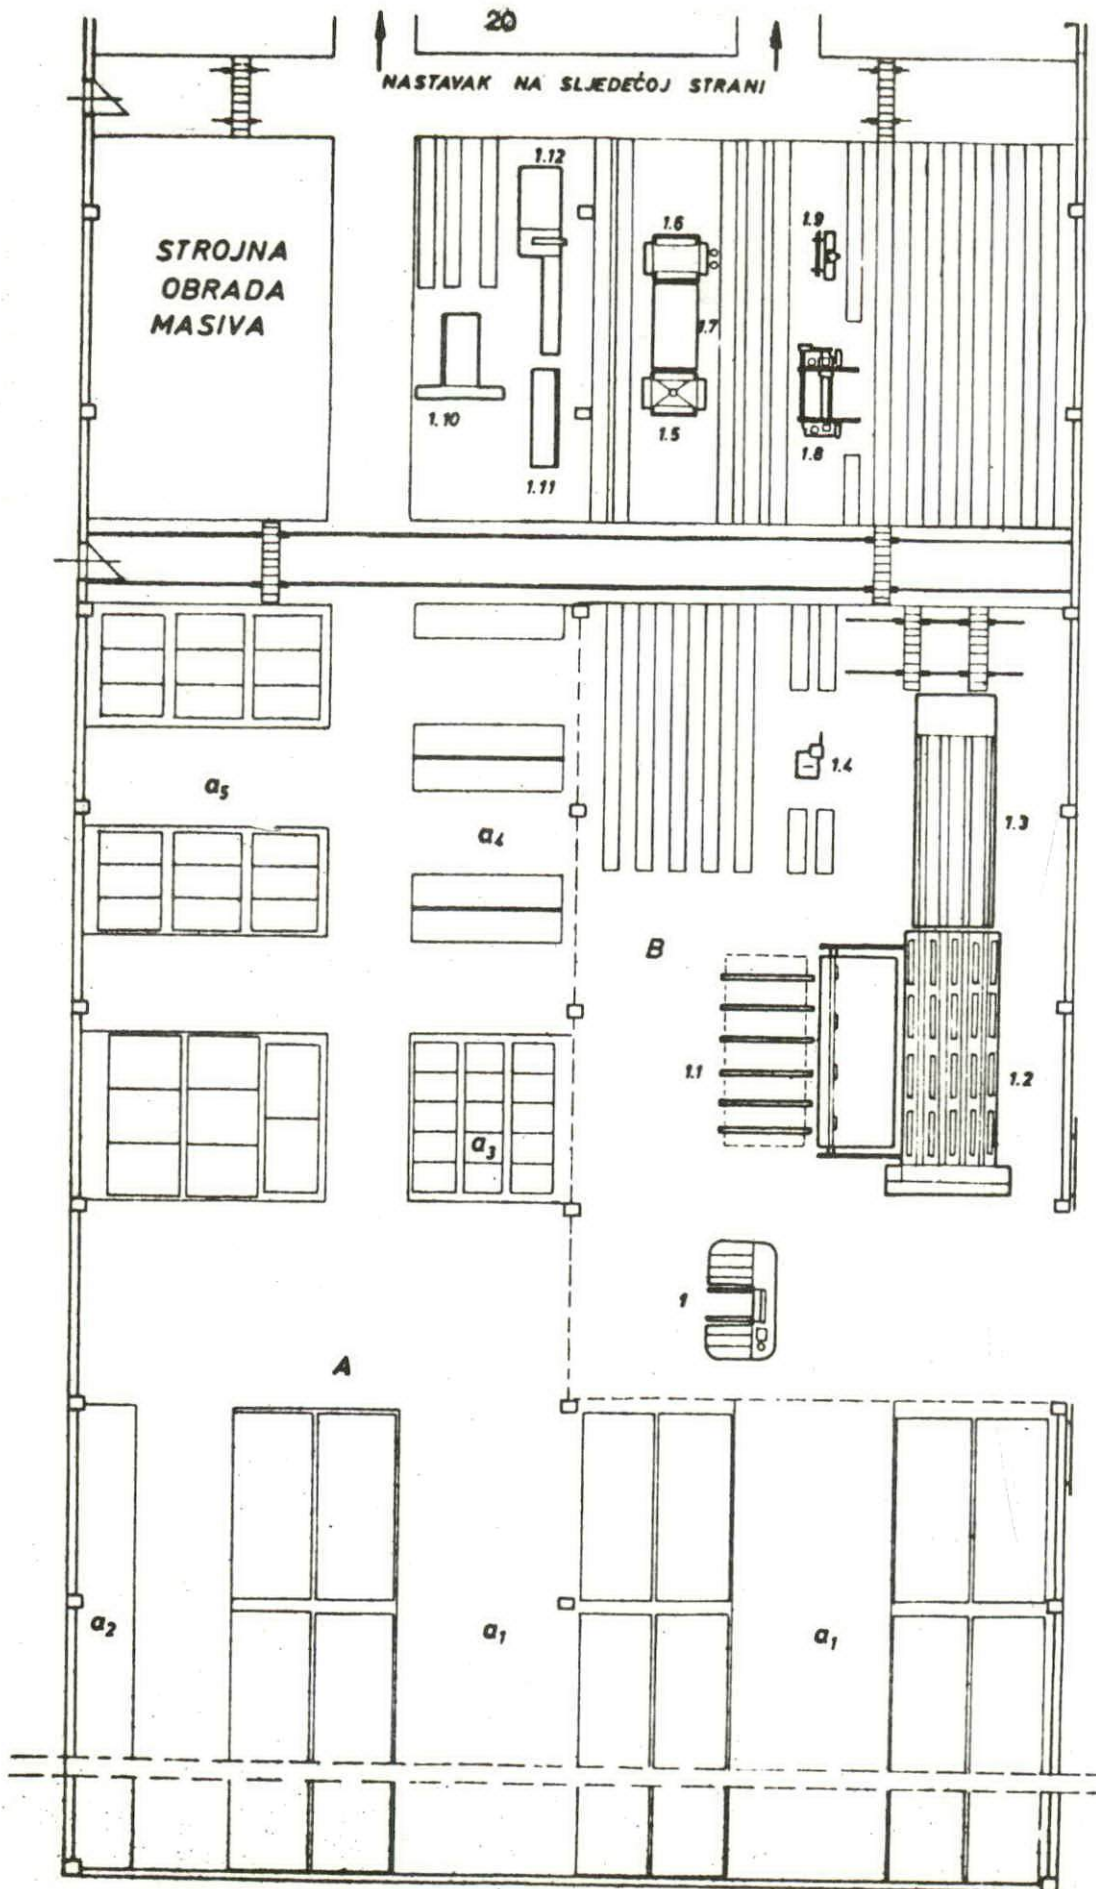 20
NASTAVAK NA SLJEDEĆOJ STRANI
1.12
1.6
1.9
STROJNA
OBRADA
MASIVA
1.7
1.10
1.5
1.8
1.11
a5
1.4
a4
1.3
B
1.1
1.2
a3
1
A
a2
a1
a1